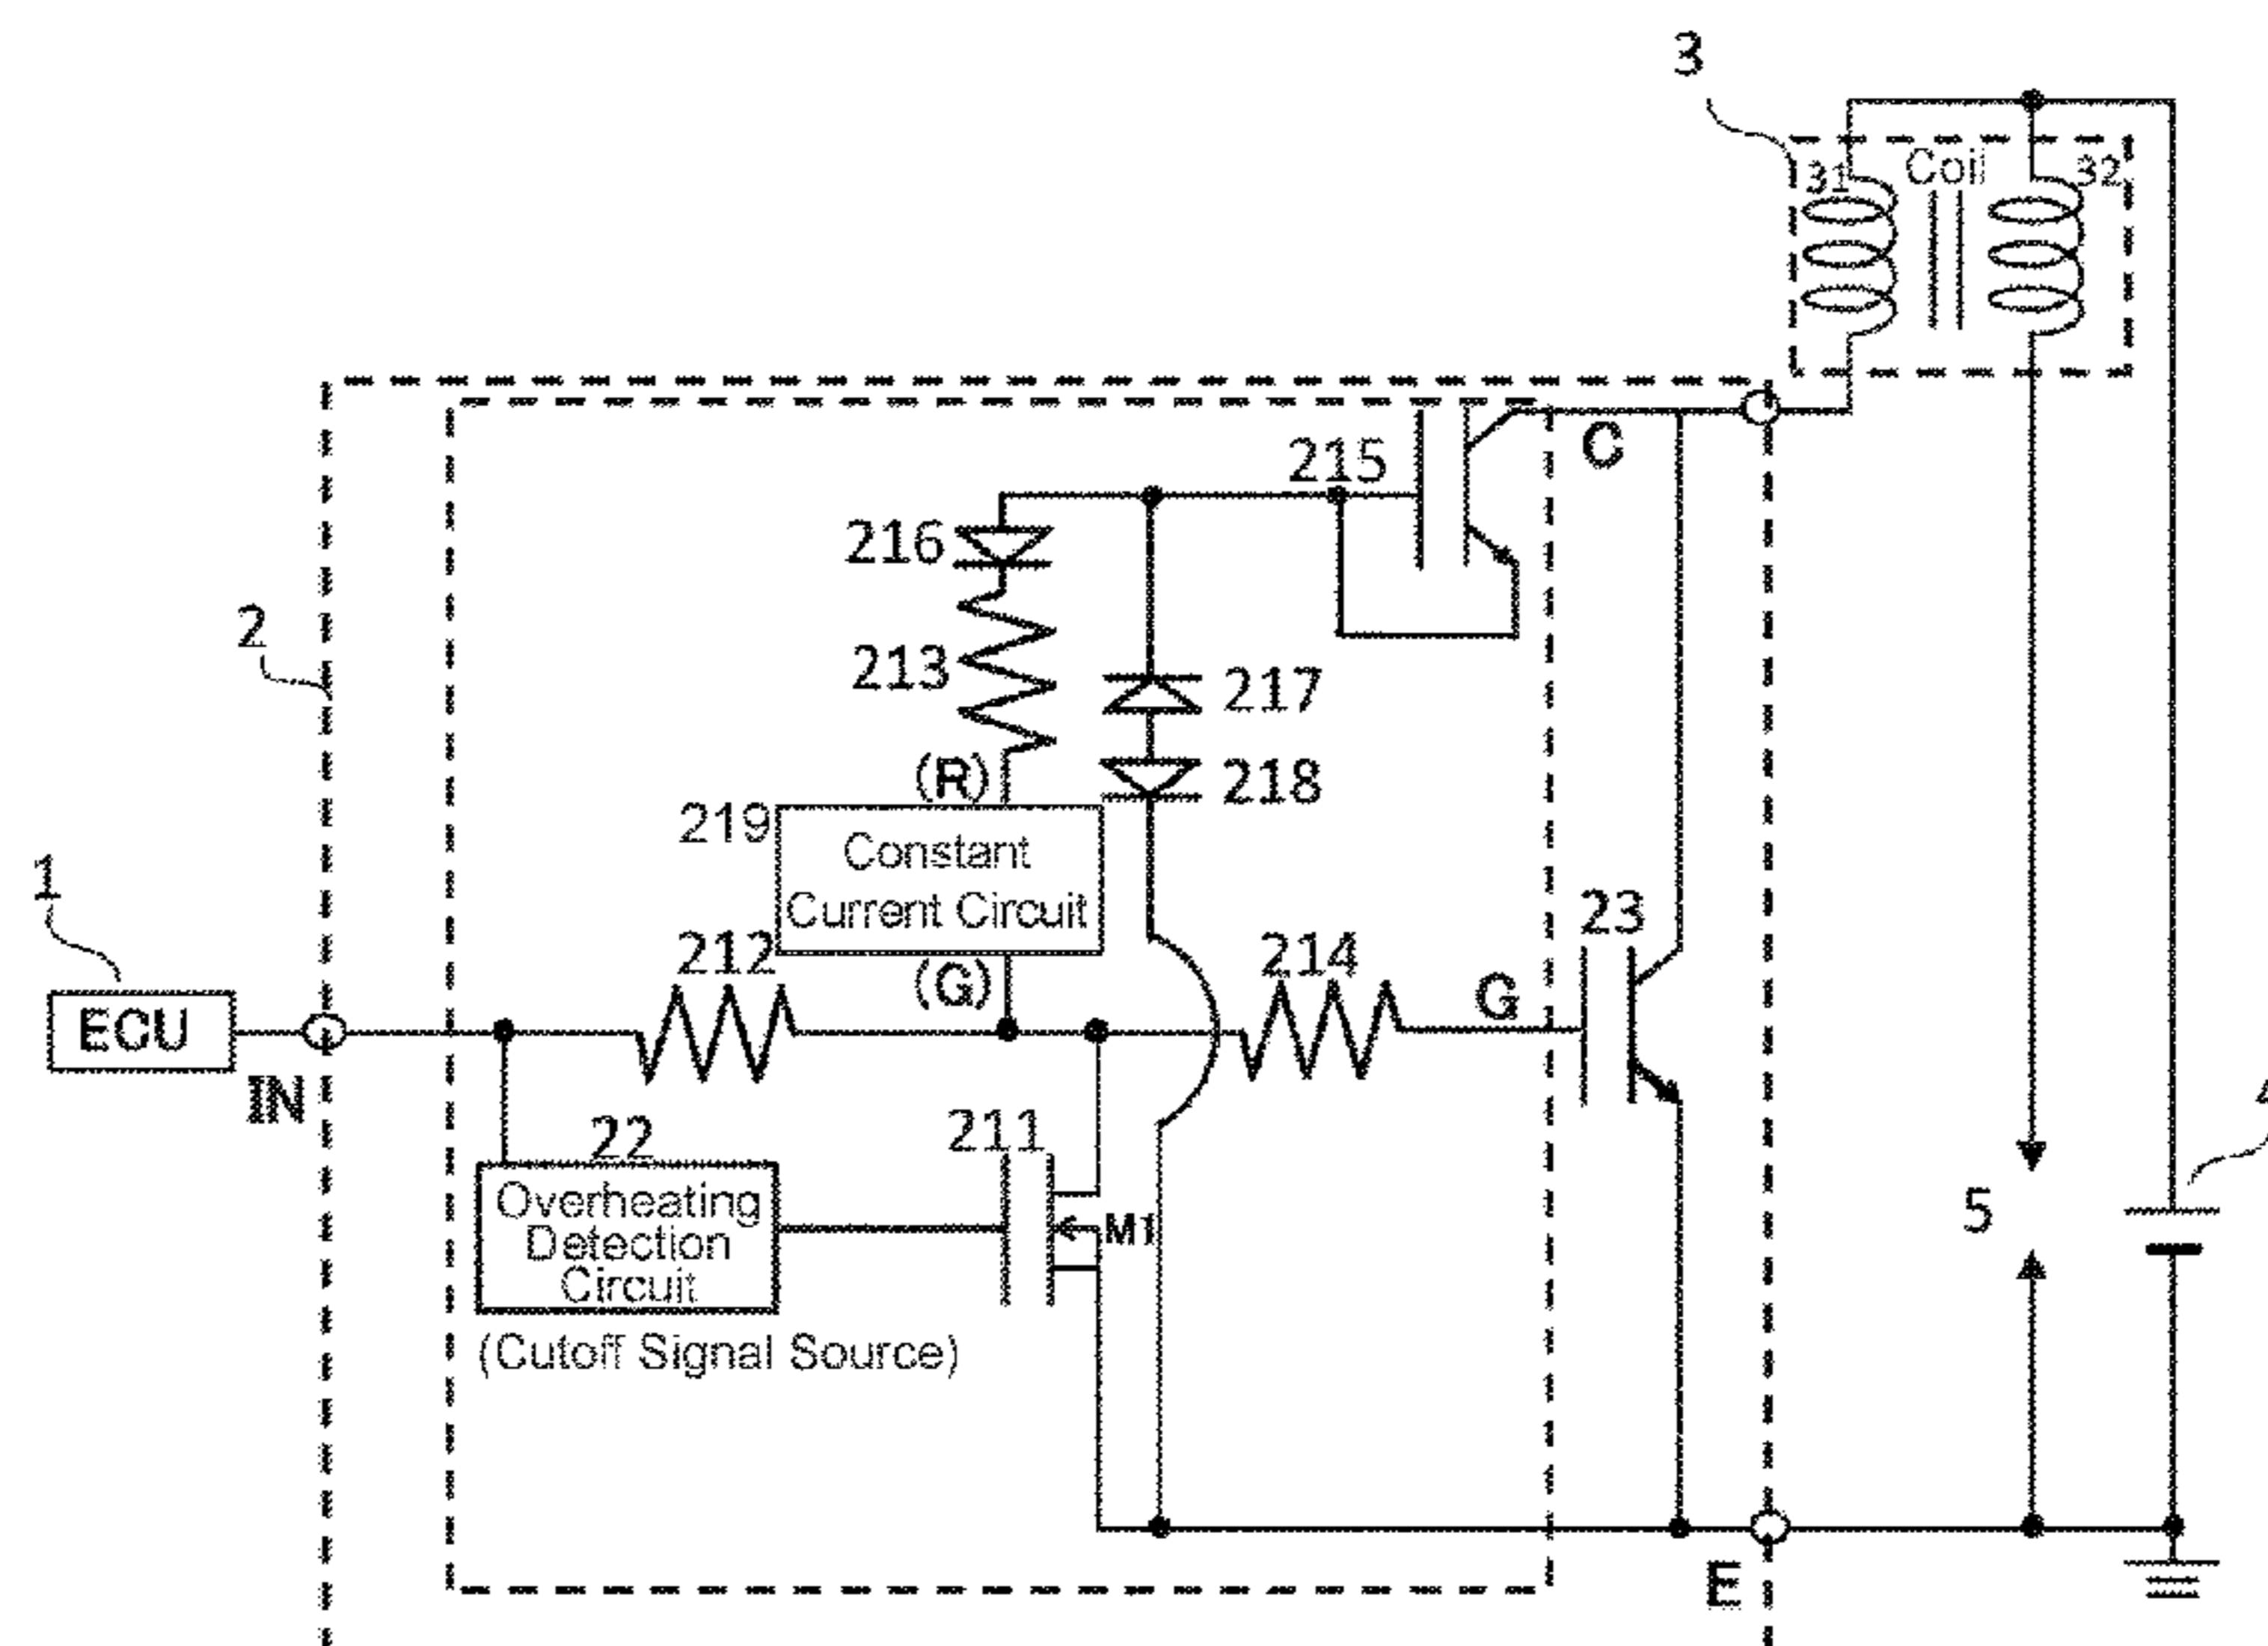 3
31
Coil
32
C
215
216
2
213
217
(R)
218
219
Constant
Current Circuit
1
23
212
214
(G)
G
ECU
IN
22
211
4
Overheating
Detection
Circuit
M1
5
(Cutoff Signal Source)
E